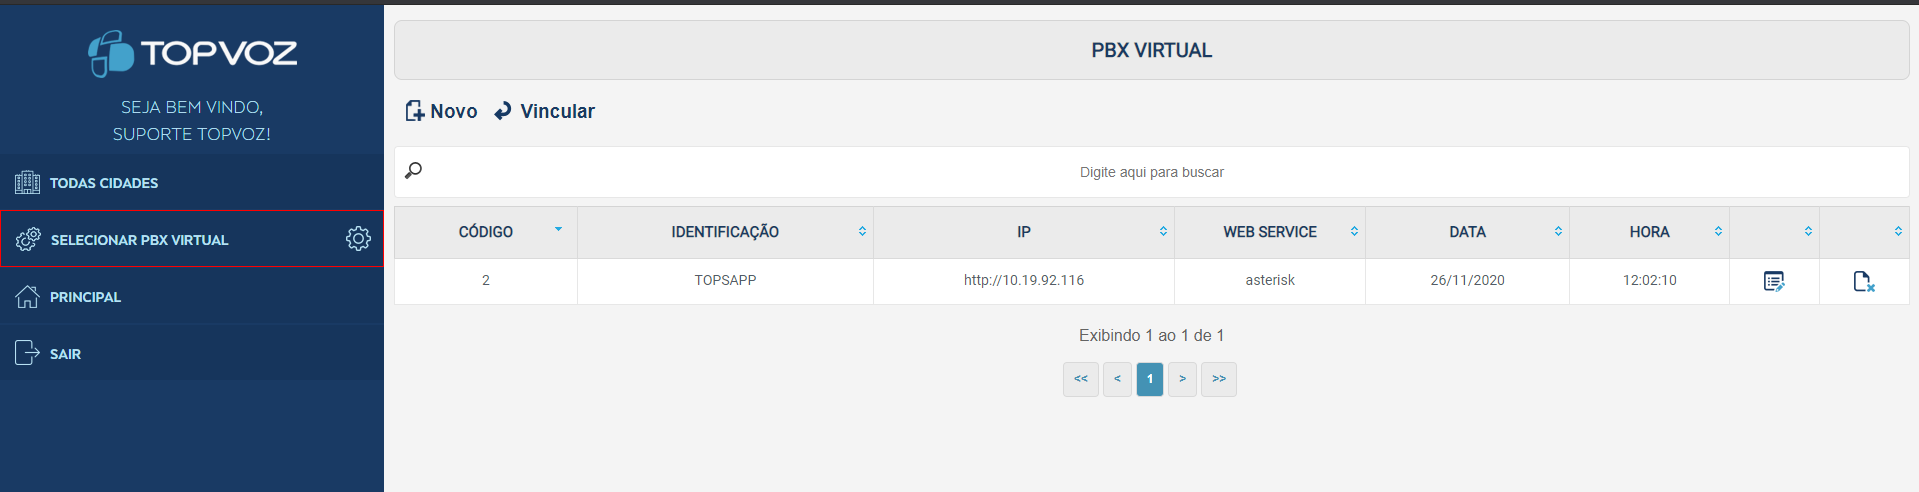 TOPVOZ
SEJA BEM VINDO,
SUPORTE TOPVOZ!
TODAS CIDADES
SELECIONAR PBX VIRTUAL
PRINCIPAL
SAIR
PBX VIRTUAL
Novo Vincular
Digite aqui para buscar
CÓDIGO IDENTIFICAÇÃO IP WEB SERVICE DATA HORA
2 TOPSAPP http://10.19.92.116 asterisk 26/11/2020 12:02:10
Exibindo 1 ao 1 de 1
<< < 1 > >>